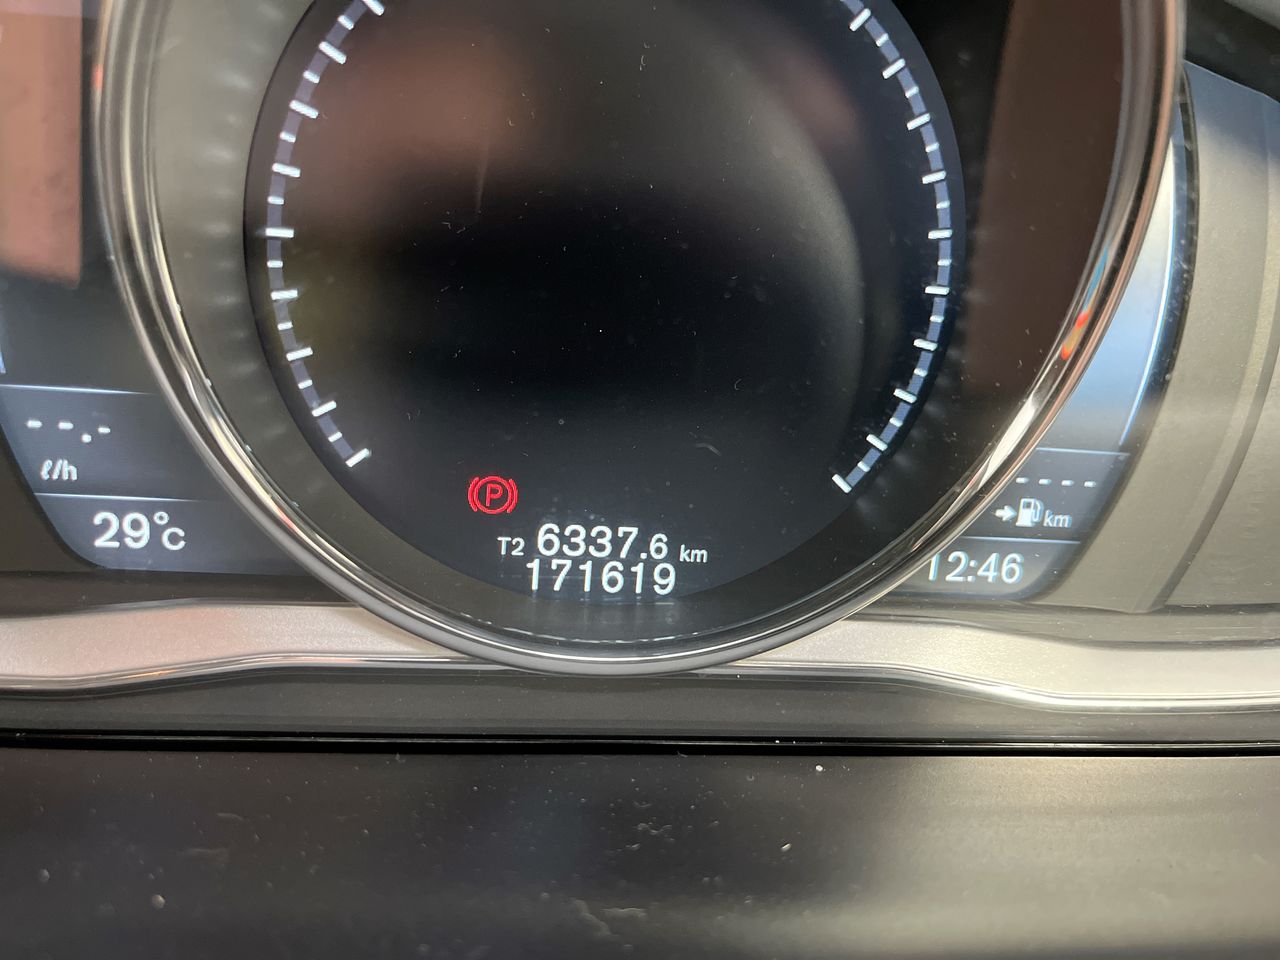 --.-
ℓ/h
29°C
P
T2 6337.6 km
171619
----
km
12:46